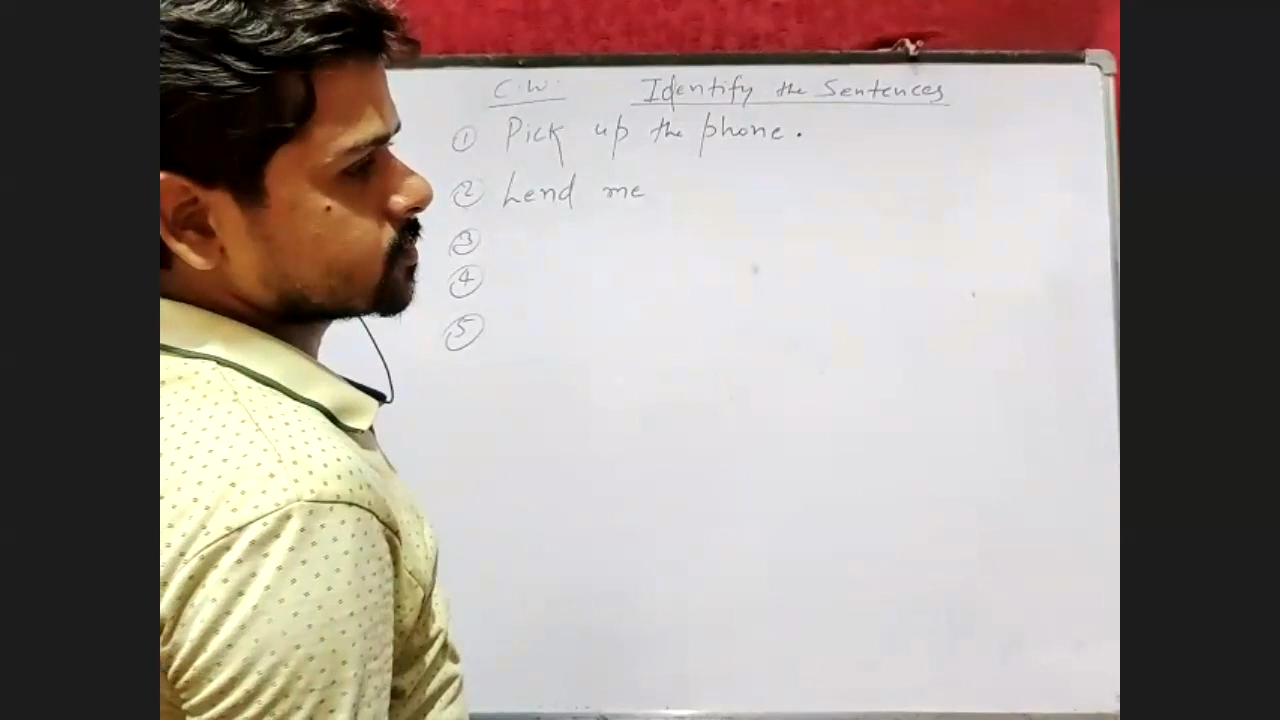 C.W. Identify the Sentences
① Pick up the phone.
② Lend me
③
④
⑤